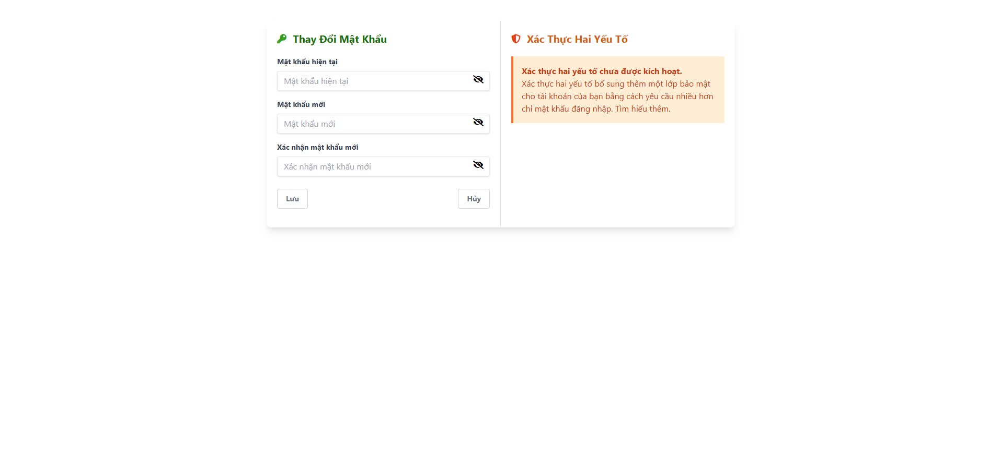 Thay Đổi Mật Khẩu
Mật khẩu hiện tại
Mật khẩu hiện tại
Mật khẩu mới
Mật khẩu mới
Xác nhận mật khẩu mới
Xác nhận mật khẩu mới
Lưu
Hủy
Xác Thực Hai Yếu Tố
Xác thực hai yếu tố chưa được kích hoạt.
Xác thực hai yếu tố bổ sung thêm một lớp bảo mật
cho tài khoản của bạn bằng cách yêu cầu nhiều hơn
chỉ mật khẩu đăng nhập. Tìm hiểu thêm.